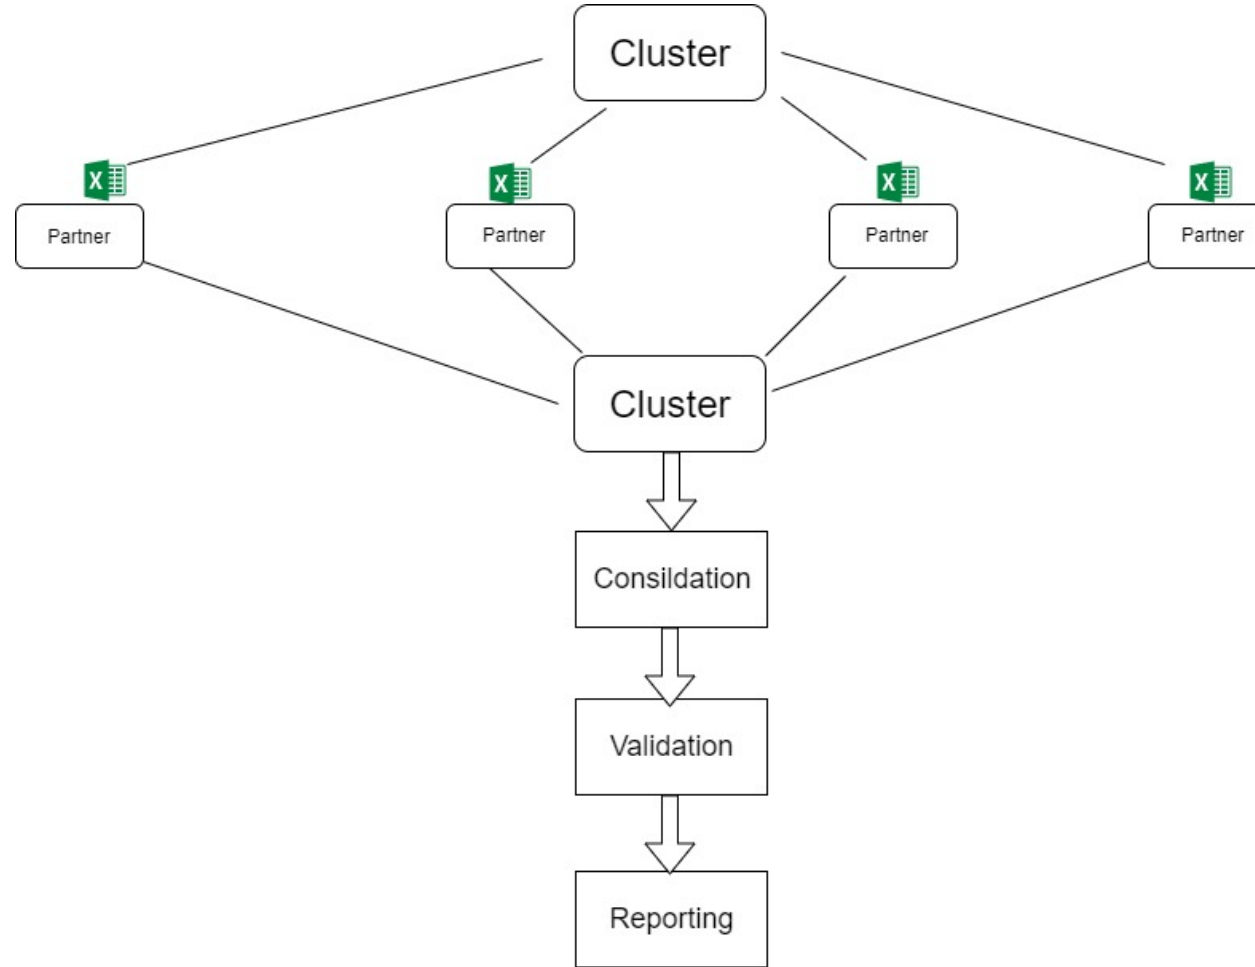 Cluster
X
X
X
X
Partner
Partner
Partner
Partner
Cluster
Consildation
Validation
Reporting